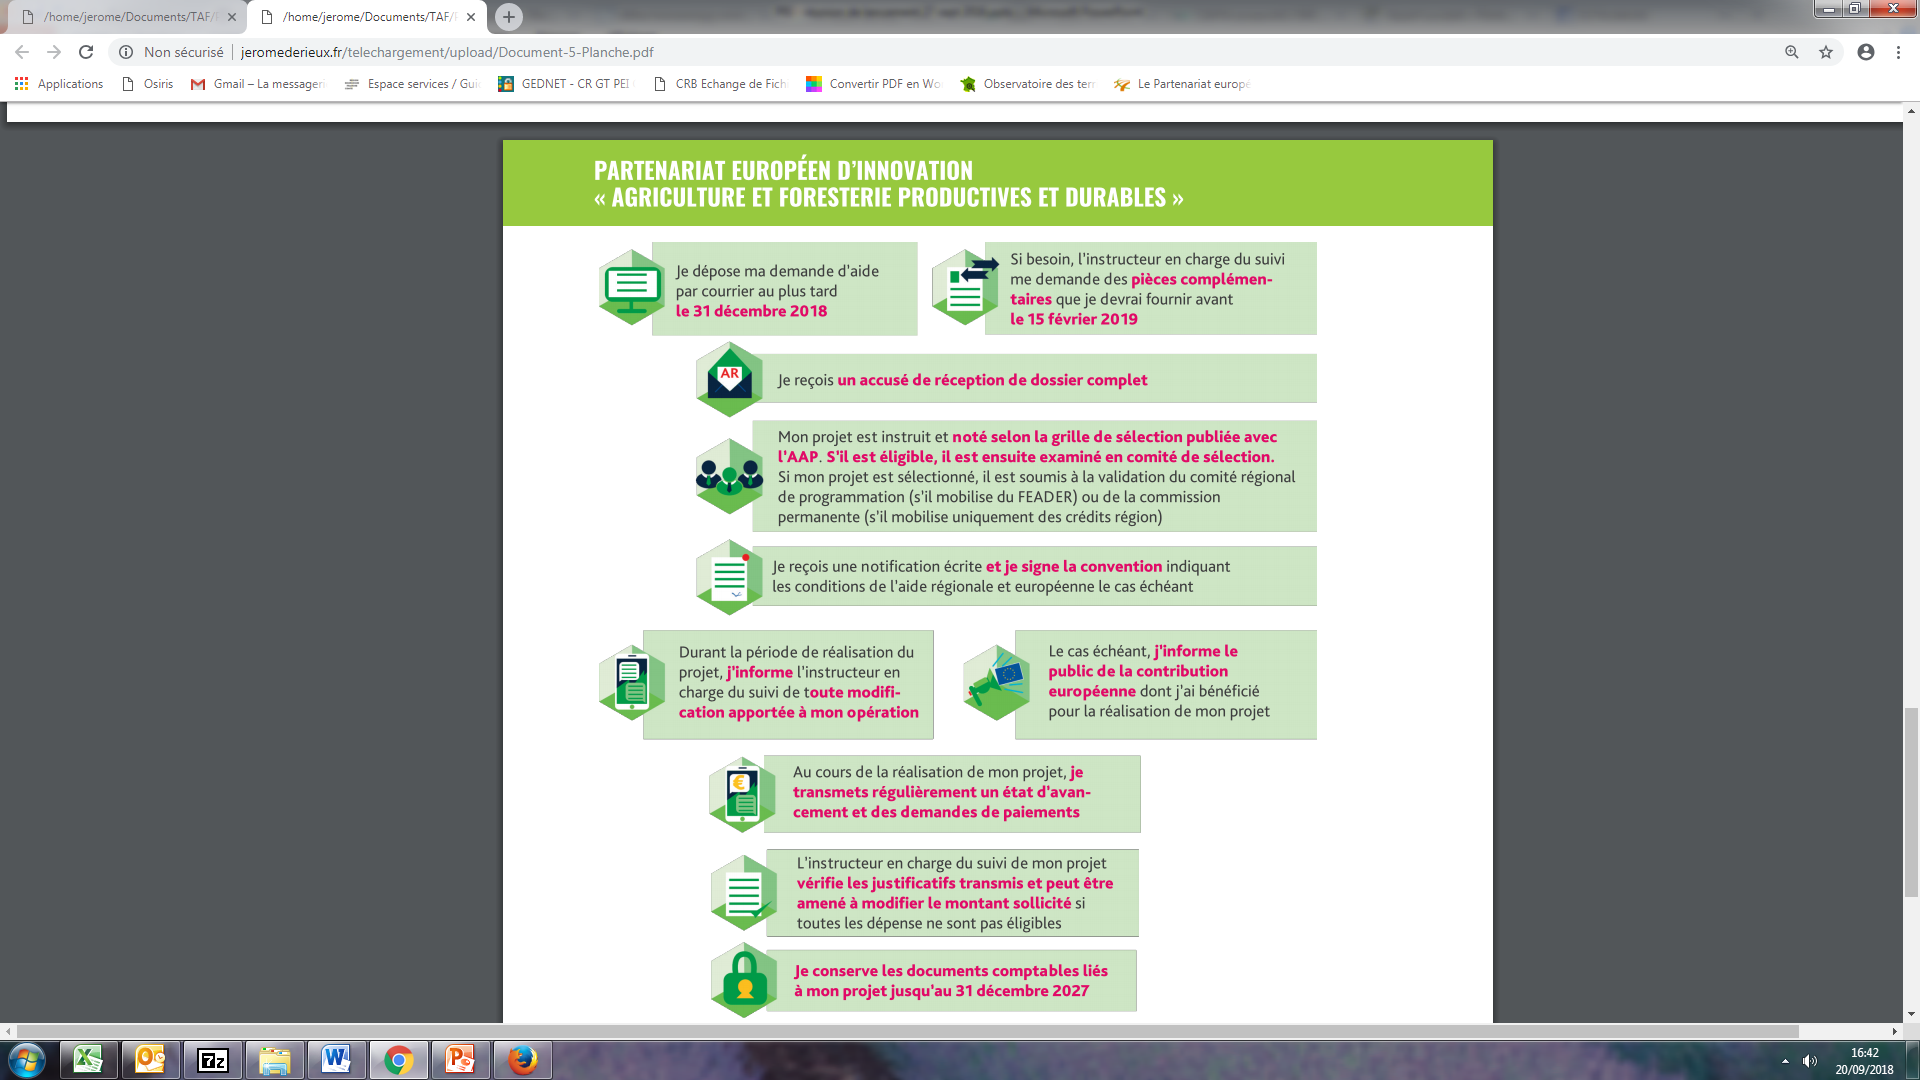 /home/jerome/Documents/TAF/
/home/jerome/Documents/TAF/
Non sécurisé
jeromederieux.fr/telechargement/upload/Document-5-Planche.pdf
Applications
Osiris
Gmail – La messageri
Espace services / Gui
GEDNET - CR GT PEI
CRB Echange de Fich
Convertir PDF en Wo
Observatoire des terr
Le Partenariat europé
PARTENARIAT EUROPÉEN D'INNOVATION
« AGRICULTURE ET FORESTERIE PRODUCTIVES ET DURABLES »
Je dépose ma demande d'aide
par courrier au plus tard
le 31 décembre 2018
Si besoin, l'instructeur en charge du suivi
me demande des pièces complémen-
taires que je devrai fournir avant
le 15 février 2019
AR
Je reçois un accusé de réception de dossier complet
Mon projet est instruit et noté selon la grille de sélection publiée avec
l'AAP. S'il est éligible, il est ensuite examiné en comité de sélection.
Si mon projet est sélectionné, il est soumis à la validation du comité régional
de programmation (s'il mobilise du FEADER) ou de la commission
permanente (s'il mobilise uniquement des crédits région)
Je reçois une notification écrite et je signe la convention indiquant
les conditions de l'aide régionale et européenne le cas échéant
Durant la période de réalisation du
projet, j'informe l'instructeur en
charge du suivi de toute modifi-
cation apportée à mon opération
Le cas échéant, j'informe le
public de la contribution
européenne dont j'ai bénéficié
pour la réalisation de mon projet
€
Au cours de la réalisation de mon projet, je
transmets régulièrement un état d'avan-
cement et des demandes de paiements
L'instructeur en charge du suivi de mon projet
vérifie les justificatifs transmis et peut être
amené à modifier le montant sollicité si
toutes les dépense ne sont pas éligibles
Je conserve les documents comptables liés
à mon projet jusqu'au 31 décembre 2027
7z
16:42
20/09/2018